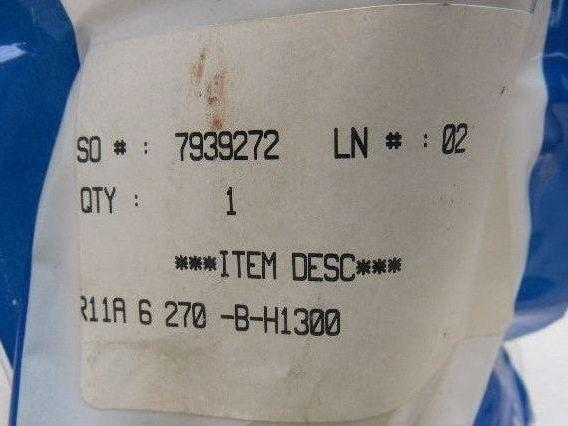 SO # : 7939272 LN # : 02
QTY : 1
***ITEM DESC***
R11A 6 270 -B-H1300